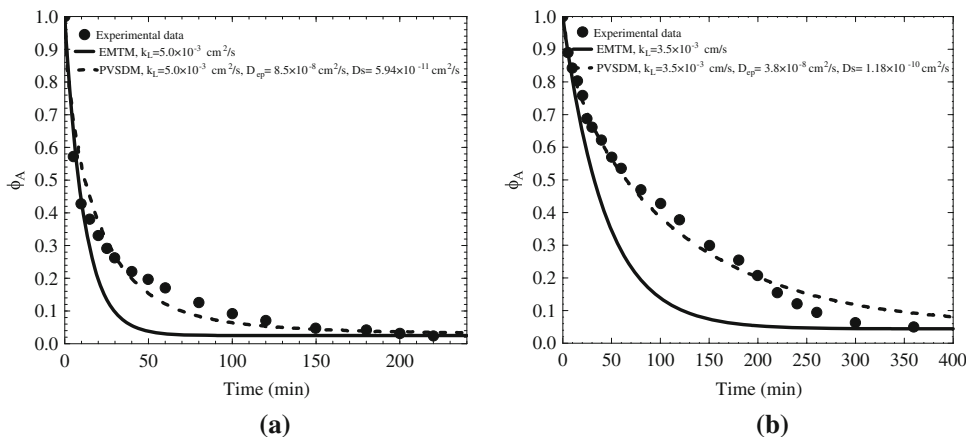 1.0
0.9
0.8
0.7
0.6
0.5
0.4
0.3
0.2
0.1
0.0
ϕA
Experimental data
EMTM, kL=5.0×10-3 cm2/s
PVSDM, kL=5.0×10-3 cm2/s, Dep= 8.5×10-8 cm2/s, Ds= 5.94×10-11 cm2/s
0 50 100 150 200
Time (min)
(a)
1.0
0.9
0.8
0.7
0.6
0.5
0.4
0.3
0.2
0.1
0.0
ϕA
Experimental data
EMTM, kL=3.5×10-3 cm/s
PVSDM, kL=3.5×10-3 cm/s, Dep= 3.8×10-8 cm2/s, Ds= 1.18×10-10 cm2/s
0 50 100 150 200 250 300 350 400
Time (min)
(b)